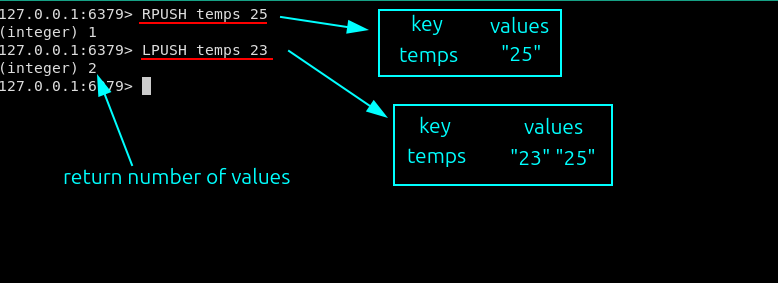 127.0.0.1:6379> RPUSH temps 25
(integer) 1
127.0.0.1:6379> LPUSH temps 23
(integer) 2
127.0.0.1:6379>
key values
temps "25"
key values
temps "23" "25"
return number of values